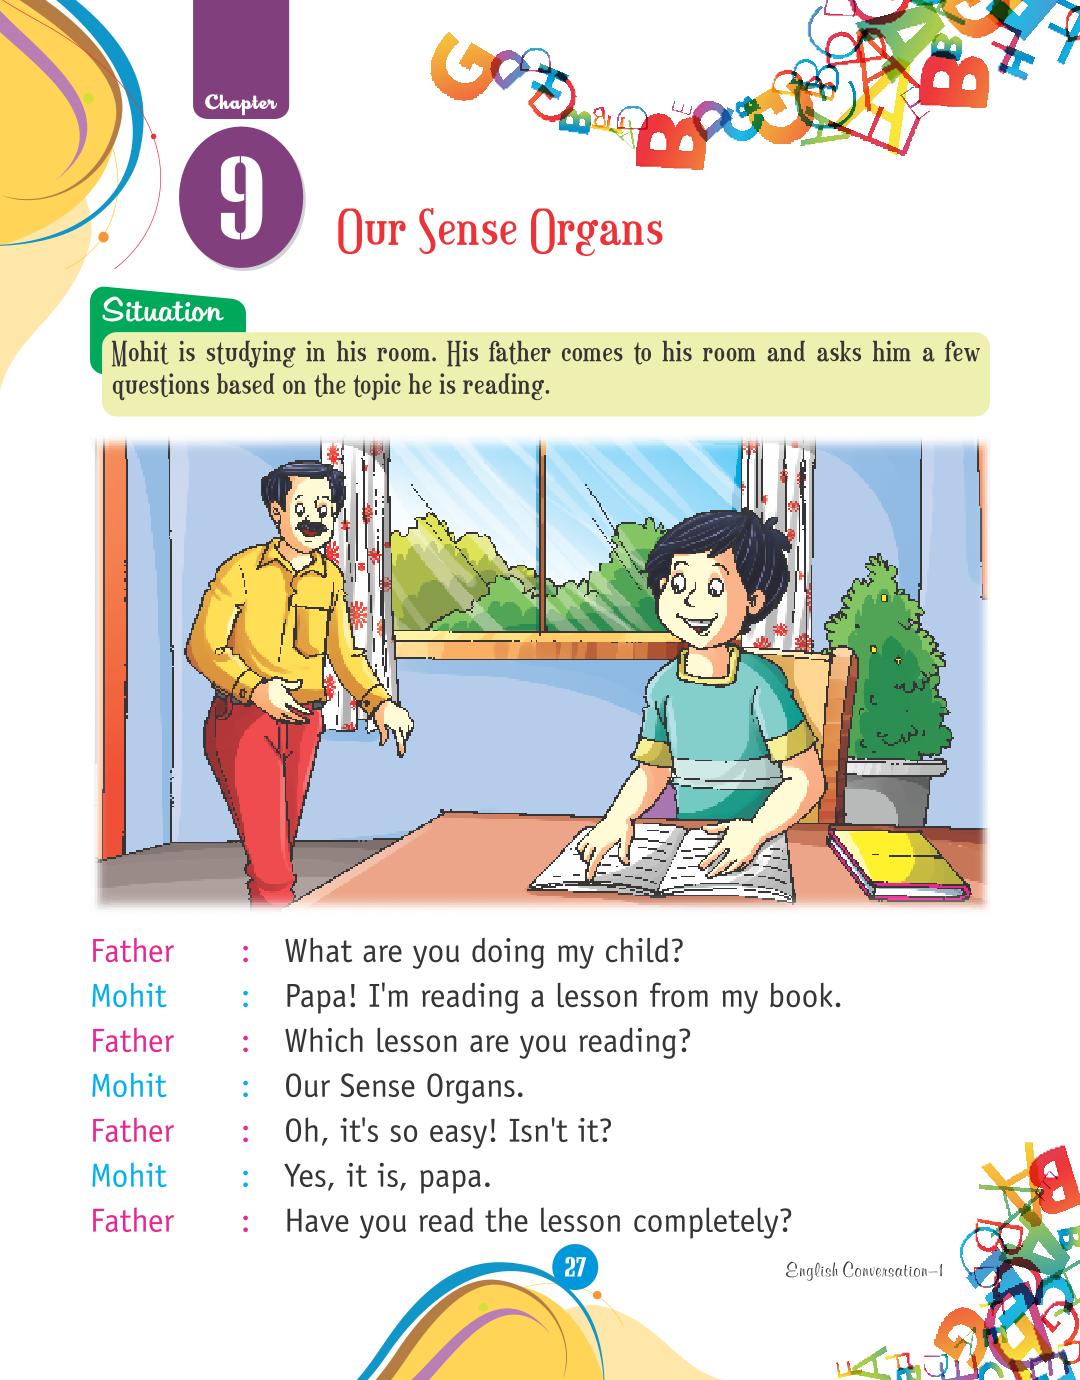 Chapter
9
Our Sense Organs
Situation
Mohit is studying in his room. His father comes to his room and asks him a few
questions based on the topic he is reading.
Father : What are you doing my child?
Mohit : Papa! I'm reading a lesson from my book.
Father : Which lesson are you reading?
Mohit : Our Sense Organs.
Father : Oh, it's so easy! Isn't it?
Mohit : Yes, it is, papa.
Father : Have you read the lesson completely?
27
English Conversation–1